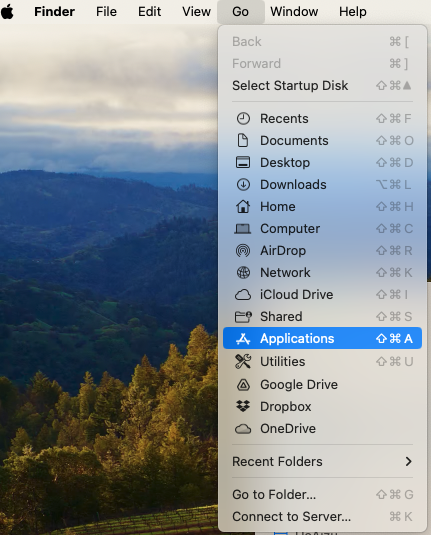 Finder File Edit View Go Window Help
Back ⌘ [
Forward ⌘ ]
Select Startup Disk ⇧⌘▲
Recents ⇧⌘F
Documents ⇧⌘O
Desktop ⇧⌘D
Downloads ⌥⌘L
Home ⇧⌘H
Computer ⇧⌘C
AirDrop ⇧⌘R
Network ⇧⌘K
iCloud Drive ⇧⌘I
Shared ⇧⌘S
Applications ⇧⌘A
Utilities ⇧⌘U
Google Drive
Dropbox
OneDrive
Recent Folders
Go to Folder... ⇧⌘G
Connect to Server... ⌘K